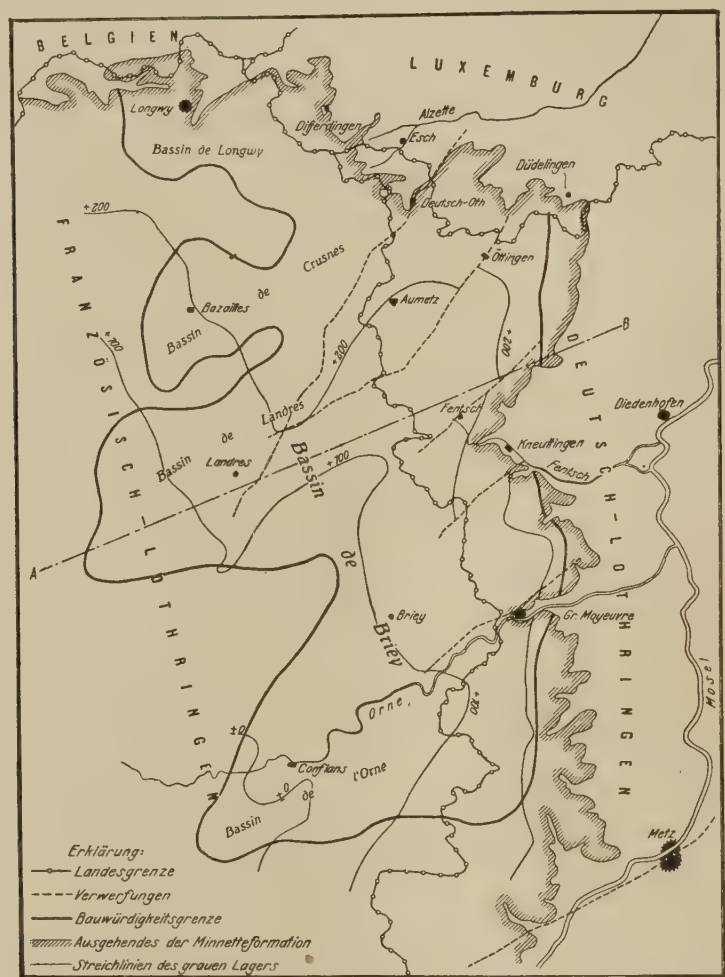 BELGIEN
LUXEMBURG
Longwy
Differdingen
Alzette
Esch
Bassin de Longwy
Düdelingen
Deutsch-Oth
+200
FRANZÖSISCH-LOTHRINGEN
Crusnes
de
Bassin
Öttingen
Bazailles
Aumetz
+200
+200
+100
B
DEUTSCH-LOTHRINGEN
Landres
de
Bassin
Landres
Fentsch
Diedenhofen
Kneuttingen
Fentsch
Bassin
de
Briey
+100
A
Briey
Gr. Moyeuvre
Mosel
Orne
+100
±0
Conflans
±0
Bassin
de
l'Orne
Metz
Erklärung:
Landesgrenze
Verwerfungen
Bauwürdigkeitsgrenze
Ausgehendes der Minnetteformation
Streichlinien des grauen Lagers